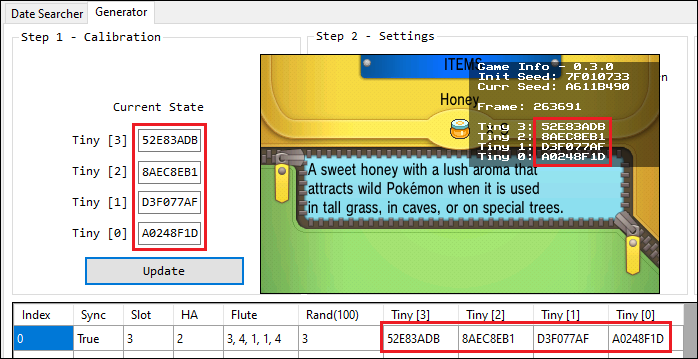 Date Searcher Generator
Step 1 - Calibration
Current State
Tiny [3] 52E83ADB
Tiny [2] 8AEC8EB1
Tiny [1] D3F077AF
Tiny [0] A0248F1D
Update
Step 2 - Settings
ITEMS
Honey
Game Info - 0.3.0
Init Seed: 7F010733
Curr Seed: A611B490
Frame: 263691
Tiny 3: 52E83ADB
Tiny 2: 8AEC8EB1
Tiny 1: D3F077AF
Tiny 0: A0248F1D
A sweet honey with a lush aroma that
attracts wild Pokémon when it is used
in tall grass, in caves, or on special trees.
Index Sync Slot HA Flute Rand(100) Tiny [3] Tiny [2] Tiny [1] Tiny [0]
0 True 3 2 3, 4, 1, 1, 4 3 52E83ADB 8AEC8EB1 D3F077AF A0248F1D